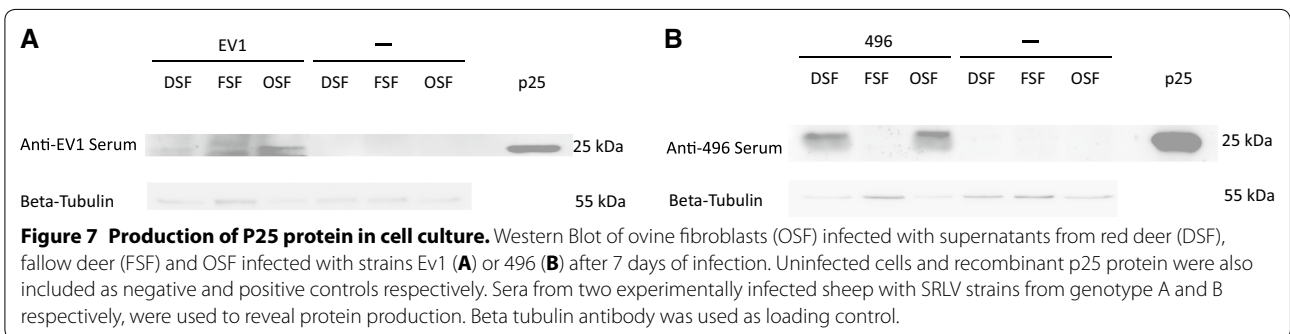 A B
EV1 — 496 —
DSF FSF OSF DSF FSF OSF p25 DSF FSF OSF DSF FSF OSF p25
Anti-EV1 Serum 25 kDa Anti-496 Serum 25 kDa
Beta-Tubulin 55 kDa Beta-Tubulin 55 kDa
Figure 7 Production of P25 protein in cell culture. Western Blot of ovine fibroblasts (OSF) infected with supernatants from red deer (DSF),
fallow deer (FSF) and OSF infected with strains Ev1 (A) or 496 (B) after 7 days of infection. Uninfected cells and recombinant p25 protein were also
included as negative and positive controls respectively. Sera from two experimentally infected sheep with SRLV strains from genotype A and B
respectively, were used to reveal protein production. Beta tubulin antibody was used as loading control.